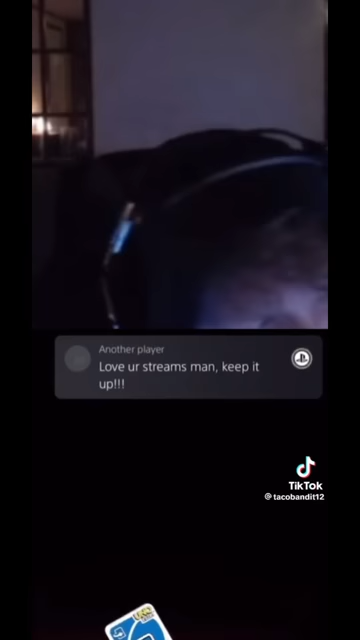 Another player
Love ur streams man, keep it
up!!!
TikTok
@tacobandit12